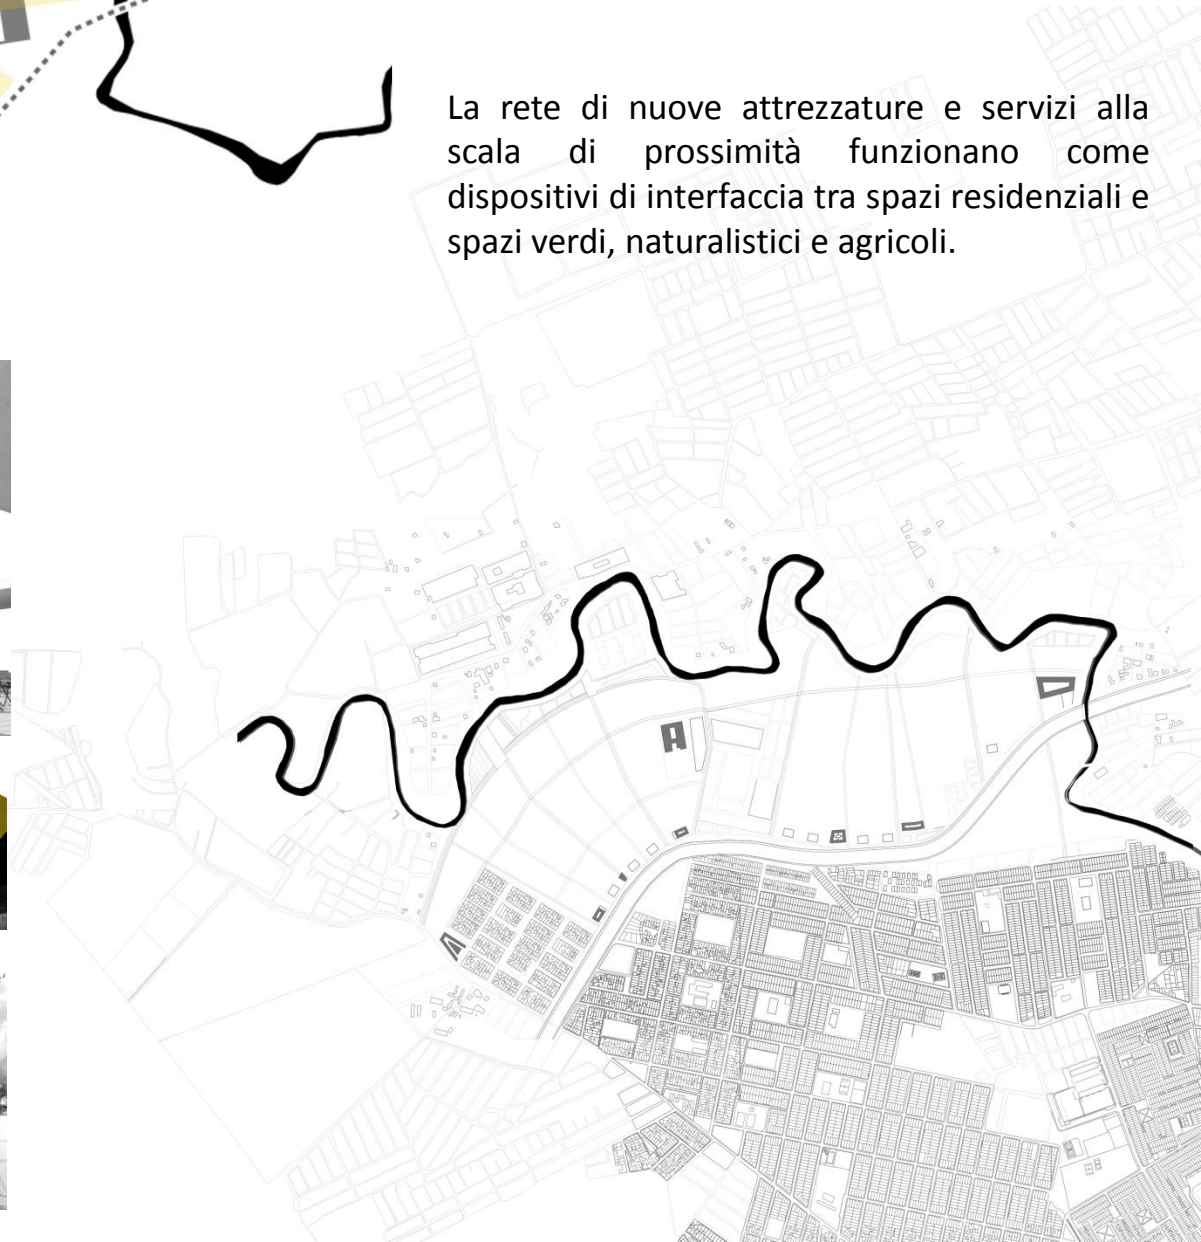 La rete di nuove attrezzature e servizi alla
scala di prossimità funzionano come
dispositivi di interfaccia tra spazi residenziali e
spazi verdi, naturalistici e agricoli.